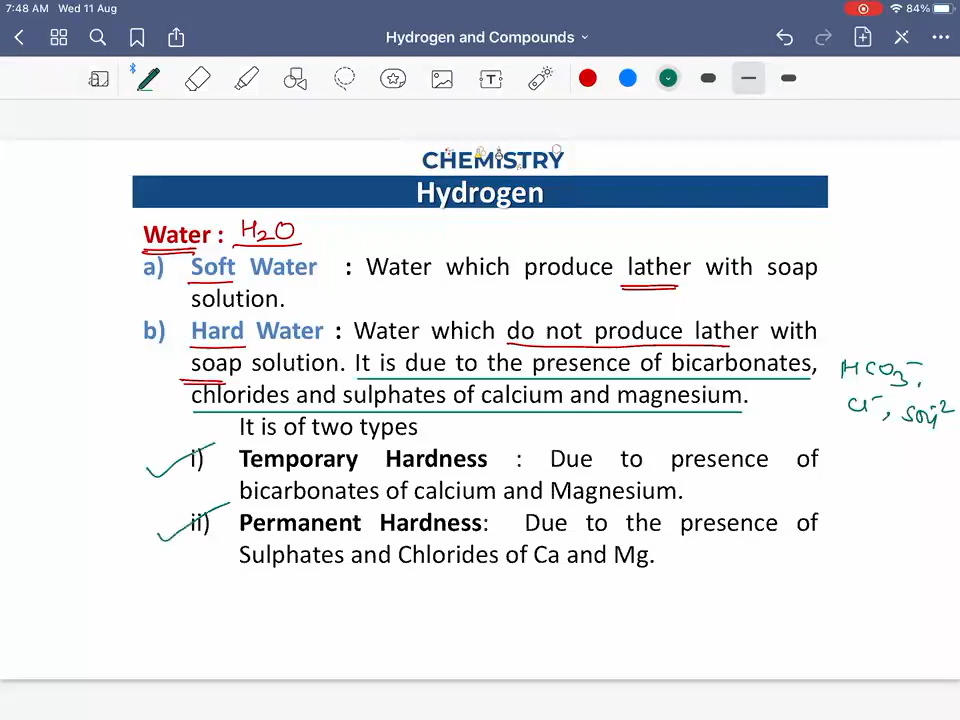 7:48 AM Wed 11 Aug 84%
Hydrogen and Compounds
T
CHEMISTRY
Hydrogen
Water : H₂O
a) Soft Water : Water which produce lather with soap
solution.
b) Hard Water : Water which do not produce lather with
soap solution. It is due to the presence of bicarbonates,
HCO₃⁻,
chlorides and sulphates of calcium and magnesium.
Cl⁻, SO₄⁻²
It is of two types
i) Temporary Hardness : Due to presence of
bicarbonates of calcium and Magnesium.
ii) Permanent Hardness: Due to the presence of
Sulphates and Chlorides of Ca and Mg.